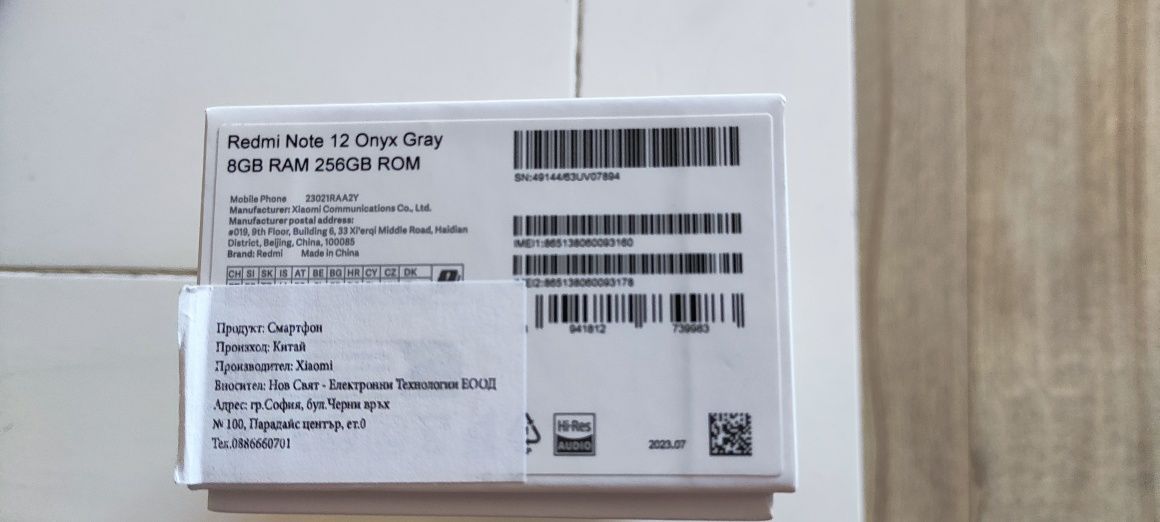 Redmi Note 12 Onyx Gray
8GB RAM 256GB ROM
Mobile Phone 23021RAA2Y
Manufacturer: Xiaomi Communications Co., Ltd.
Manufacturer postal address:
#019, 9th Floor, Building 6, 33 Xi'erqi Middle Road, Haidian
District, Beijing, China, 100085
Brand: Redmi Made in China
CH SI SK IS AT BE BG HR CY CZ DK
SN:49144/63UV07894
IMEI1:865138060093160
EI2:865138060093178
941812 739963
Hi-Res
AUDIO
2023.07
Продукт: Смартфон
Произход: Китай
Производител: Xiaomi
Вносител: Нов Свят - Електронни Технологии ЕООД
Адрес: гр.София, бул.Черни връх
№ 100, Парадайс център, ет.0
Тел.0886660701